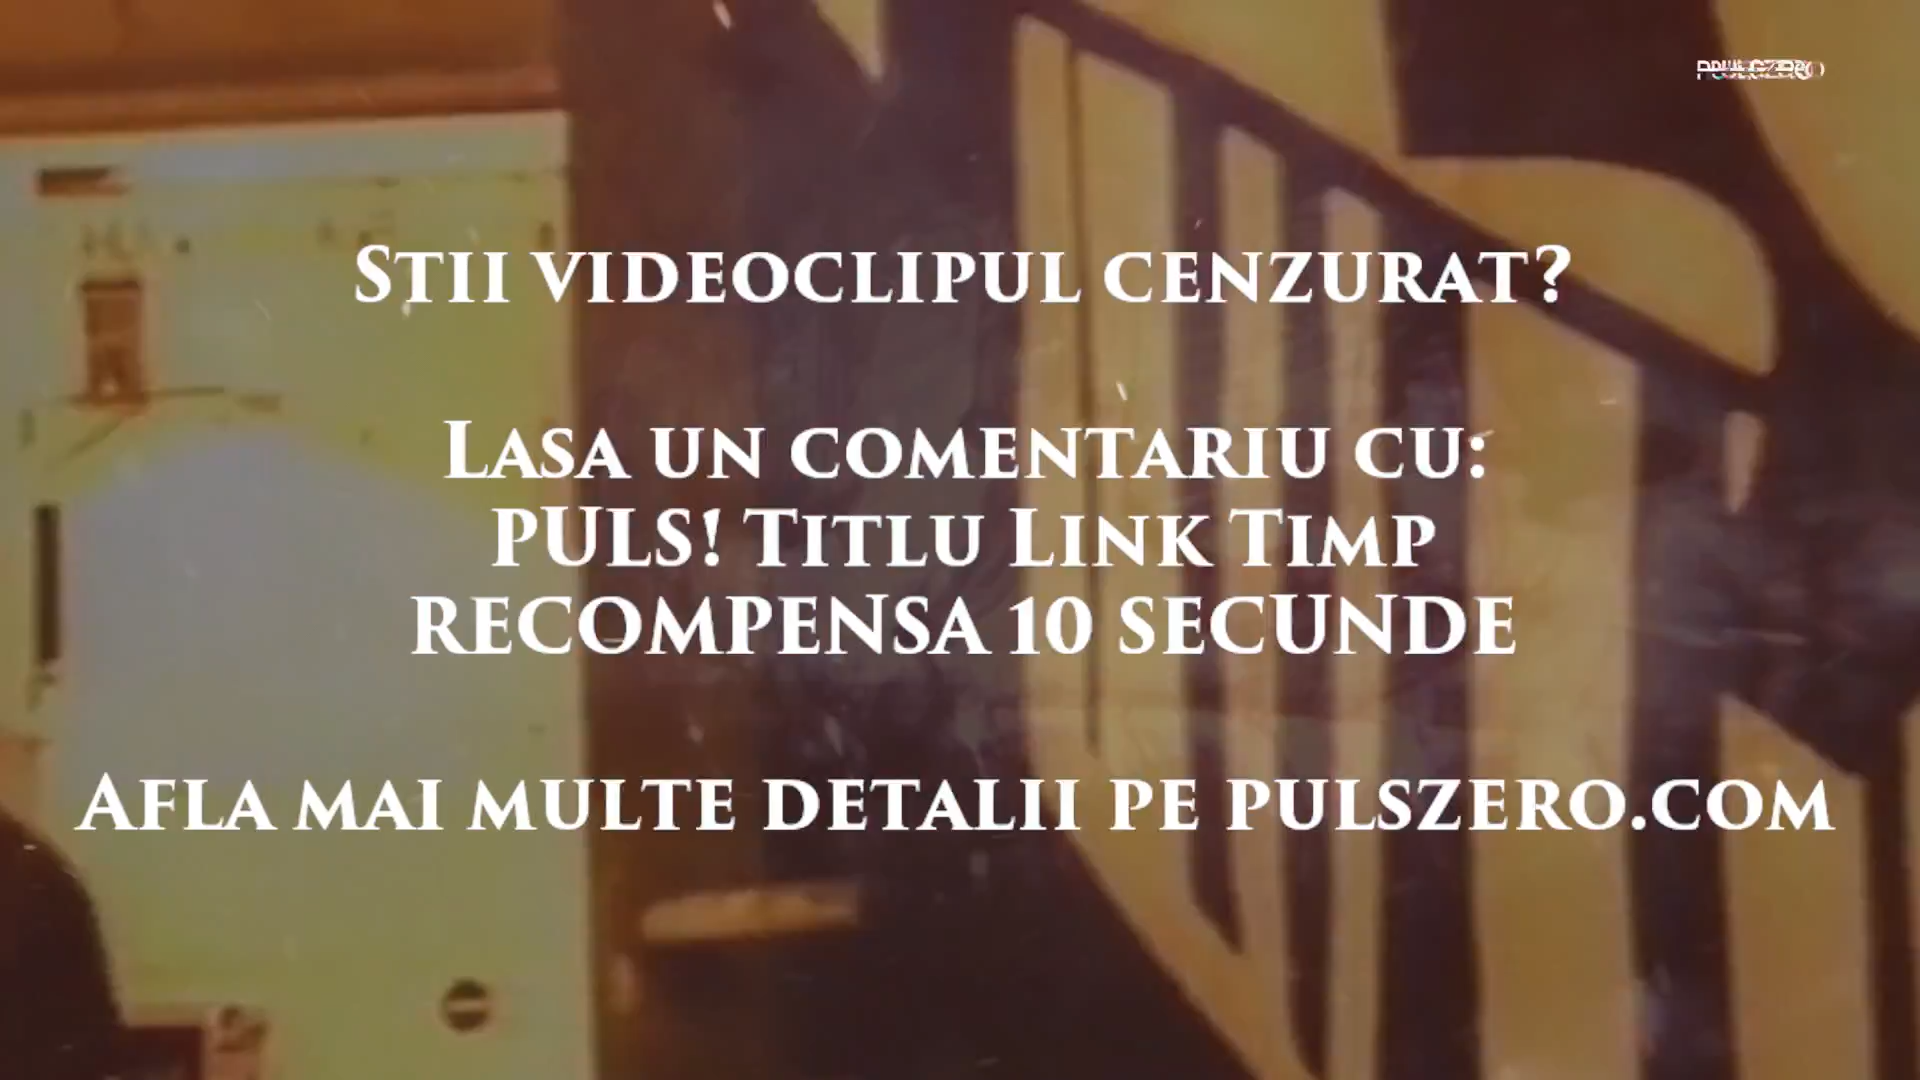 PULSZERO
Stii videoclipul cenzurat?
Lasa un comentariu cu:
PULS! Titlu Link Timp
RECOMPENSA 10 SECUNDE
Afla mai multe detalii pe pulszero.com